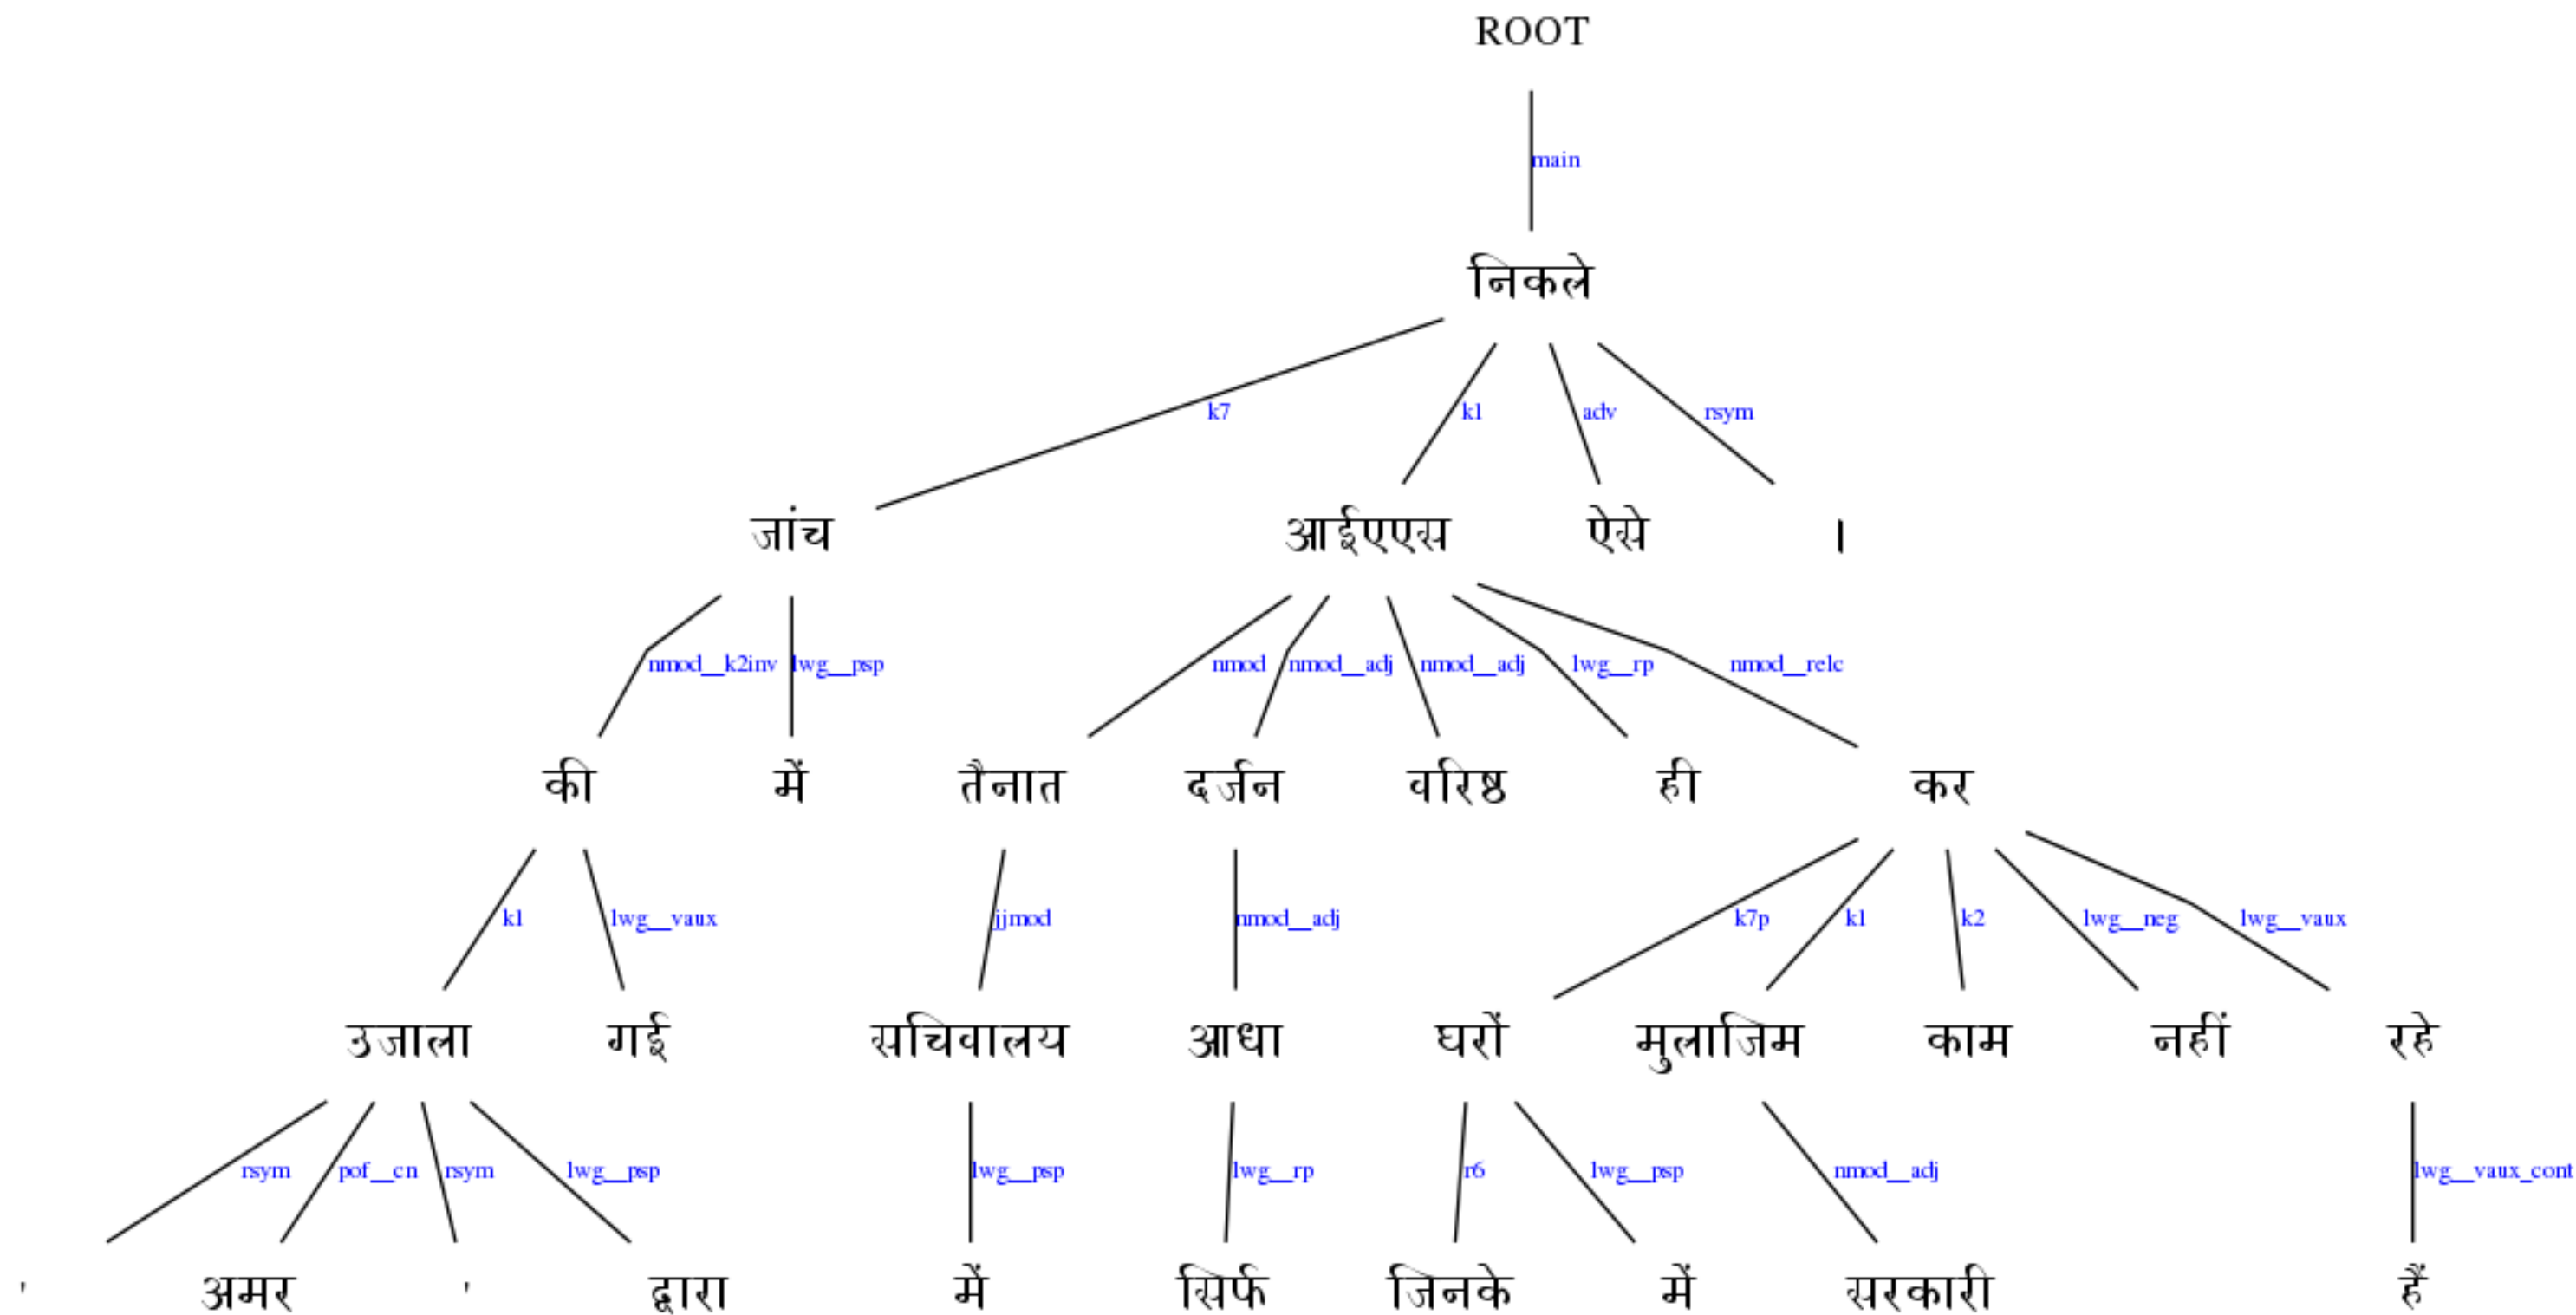 ROOT
main
निकले
k7 k1 adv rsym
जांच आईएएस ऐसे ।
nmod__k2inv lwg__psp nmod nmod__adj nmod__adj lwg__rp nmod__relc
की में तैनात दर्जन वरिष्ठ ही कर
k1 lwg__vaux jjmod nmod__adj k7p k1 k2 lwg__neg lwg__vaux
उजाला गई सचिवालय आधा घरों मुलाजिम काम नहीं रहे
rsym pof__cn rsym lwg__psp lwg__psp lwg__rp r6 lwg__psp nmod__adj lwg__vaux_cont
' अमर ' द्वारा में सिर्फ जिनके में सरकारी हैं